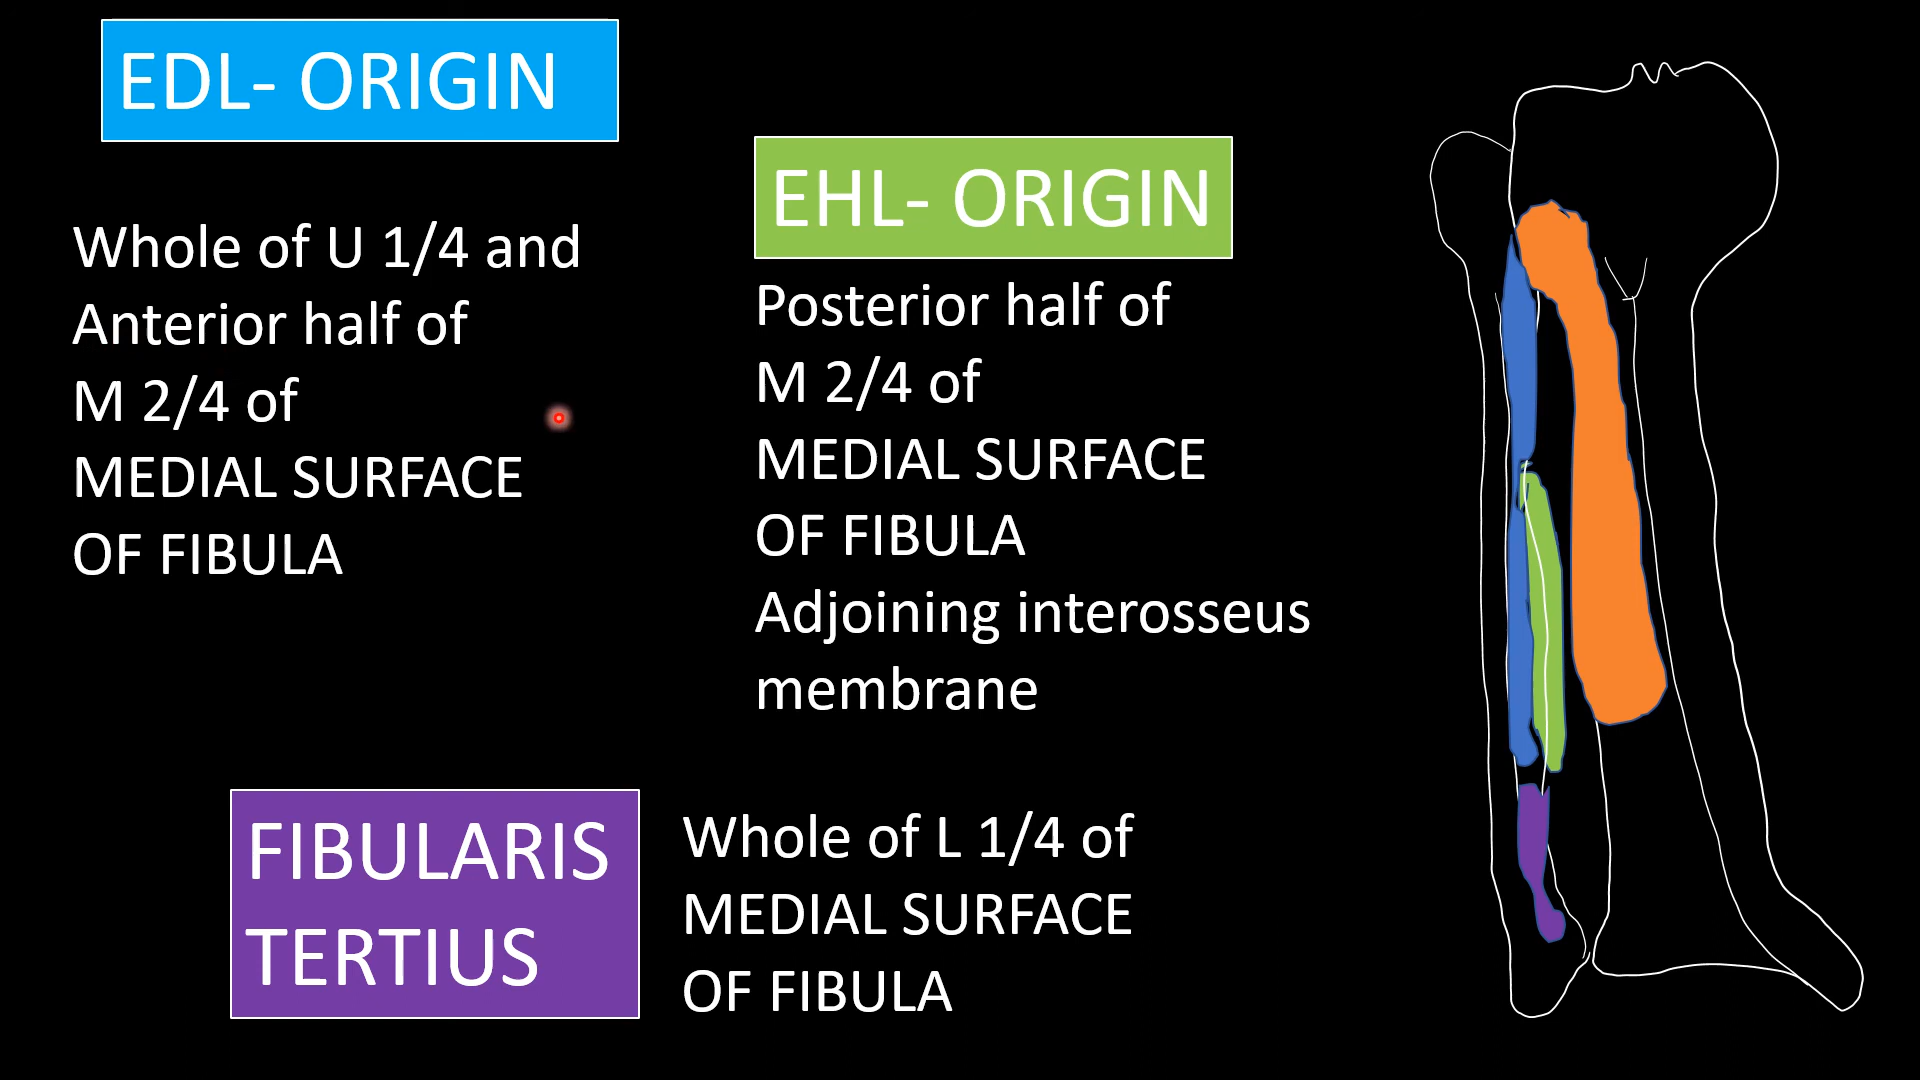 EDL- ORIGIN
Whole of U 1/4 and
Anterior half of
M 2/4 of
MEDIAL SURFACE
OF FIBULA
EHL- ORIGIN
Posterior half of
M 2/4 of
MEDIAL SURFACE
OF FIBULA
Adjoining interosseus
membrane
FIBULARIS
TERTIUS
Whole of L 1/4 of
MEDIAL SURFACE
OF FIBULA